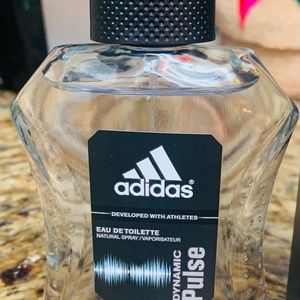 adidas
DEVELOPED WITH ATHLETES
EAU DE TOILETTE
NATURAL SPRAY / VAPORISATEUR
DYNAMIC
Pulse